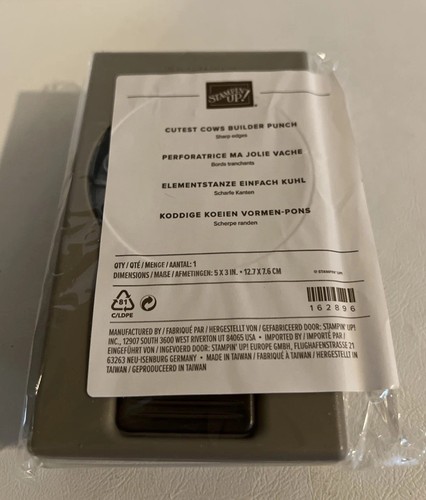 STAMPIN' UP!
CUTEST COWS BUILDER PUNCH
Sharp edges
PERFORATRICE MA JOLIE VACHE
Bords tranchants
ELEMENTSTANZE EINFACH KUHL
Scharfe Kanten
KODDIGE KOEIEN VORMEN-PONS
Scherpe randen
QTY / QTÉ / MENGE / AANTAL: 1
DIMENSIONS / MAẞE / AFMETINGEN: 5 X 3 IN. • 12.7 X 7.6 CM
© STAMPIN' UP!
81
C/LDPE
162896
MANUFACTURED BY / FABRIQUÉ PAR / HERGESTELLT VON / GEFABRICEERD DOOR: STAMPIN' UP!
INC., 12907 SOUTH 3600 WEST RIVERTON UT 84065 USA • IMPORTED BY / IMPORTÉ PAR /
EINGEFÜHRT VON / INGEVOERD DOOR: STAMPIN' UP! EUROPE GMBH, FLUGHAFENSTRASSE 21
63263 NEU-ISENBURG GERMANY • MADE IN TAIWAN / FABRIQUÉ À TAIWAN / HERGESTELLT IN
TAIWAN / GEPRODUCEERD IN TAIWAN